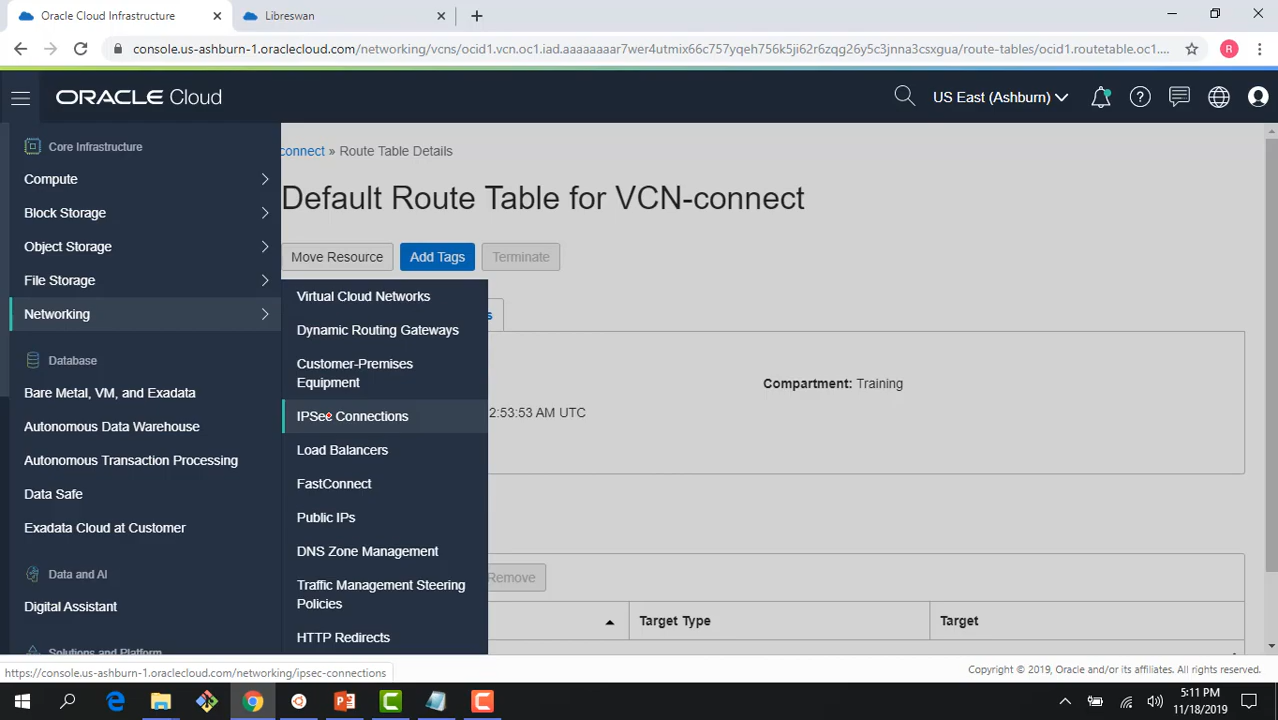 Oracle Cloud Infrastructure
Libreswan
console.us-ashburn-1.oraclecloud.com/networking/vcns/ocid1.vcn.oc1.iad.aaaaaaaar7wer4utmix66c757yqeh756k5ji62r6zqg26y5c3jnna3csxgua/route-tables/ocid1.routetable.oc1....
R
ORACLE Cloud
US East (Ashburn)
Core Infrastructure
Compute
Block Storage
Object Storage
File Storage
Networking
Database
Bare Metal, VM, and Exadata
Autonomous Data Warehouse
Autonomous Transaction Processing
Data Safe
Exadata Cloud at Customer
Data and AI
Digital Assistant
Solutions and Platform
Virtual Cloud Networks
Dynamic Routing Gateways
Customer-Premises
Equipment
IPSec Connections
Load Balancers
FastConnect
Public IPs
DNS Zone Management
Traffic Management Steering
Policies
HTTP Redirects
connect » Route Table Details
Default Route Table for VCN-connect
Move Resource
Add Tags
Terminate
s
Compartment: Training
2:53:53 AM UTC
Remove
Target Type
Target
https://console.us-ashburn-1.oraclecloud.com/networking/ipsec-connections
Copyright © 2019, Oracle and/or its affiliates. All rights reserved.
5:11 PM
11/18/2019